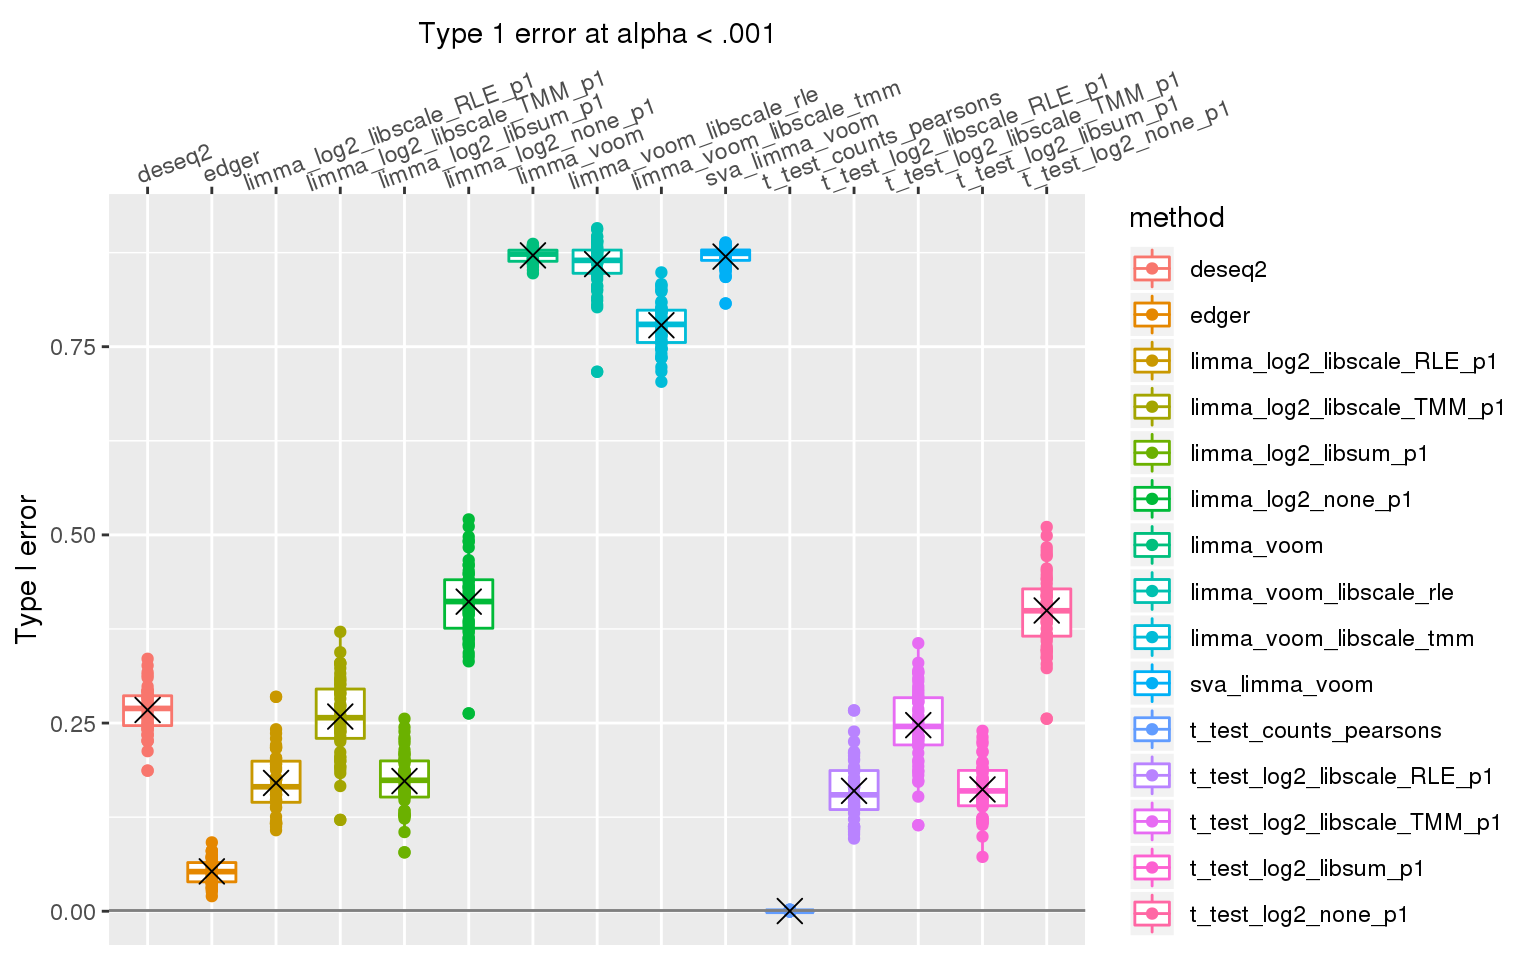 Type 1 error at alpha < .001
deseq2
edger
limma_log2_libscale_RLE_p1
limma_log2_libscale_TMM_p1
limma_log2_libsum_p1
limma_log2_none_p1
limma_voom
limma_voom_libscale_rle
limma_voom_libscale_tmm
sva_limma_voom
t_test_counts_pearsons
t_test_log2_libscale_RLE_p1
t_test_log2_libscale_TMM_p1
t_test_log2_libsum_p1
t_test_log2_none_p1
Type I error
0.75
0.50
0.25
0.00
method
deseq2
edger
limma_log2_libscale_RLE_p1
limma_log2_libscale_TMM_p1
limma_log2_libsum_p1
limma_log2_none_p1
limma_voom
limma_voom_libscale_rle
limma_voom_libscale_tmm
sva_limma_voom
t_test_counts_pearsons
t_test_log2_libscale_RLE_p1
t_test_log2_libscale_TMM_p1
t_test_log2_libsum_p1
t_test_log2_none_p1